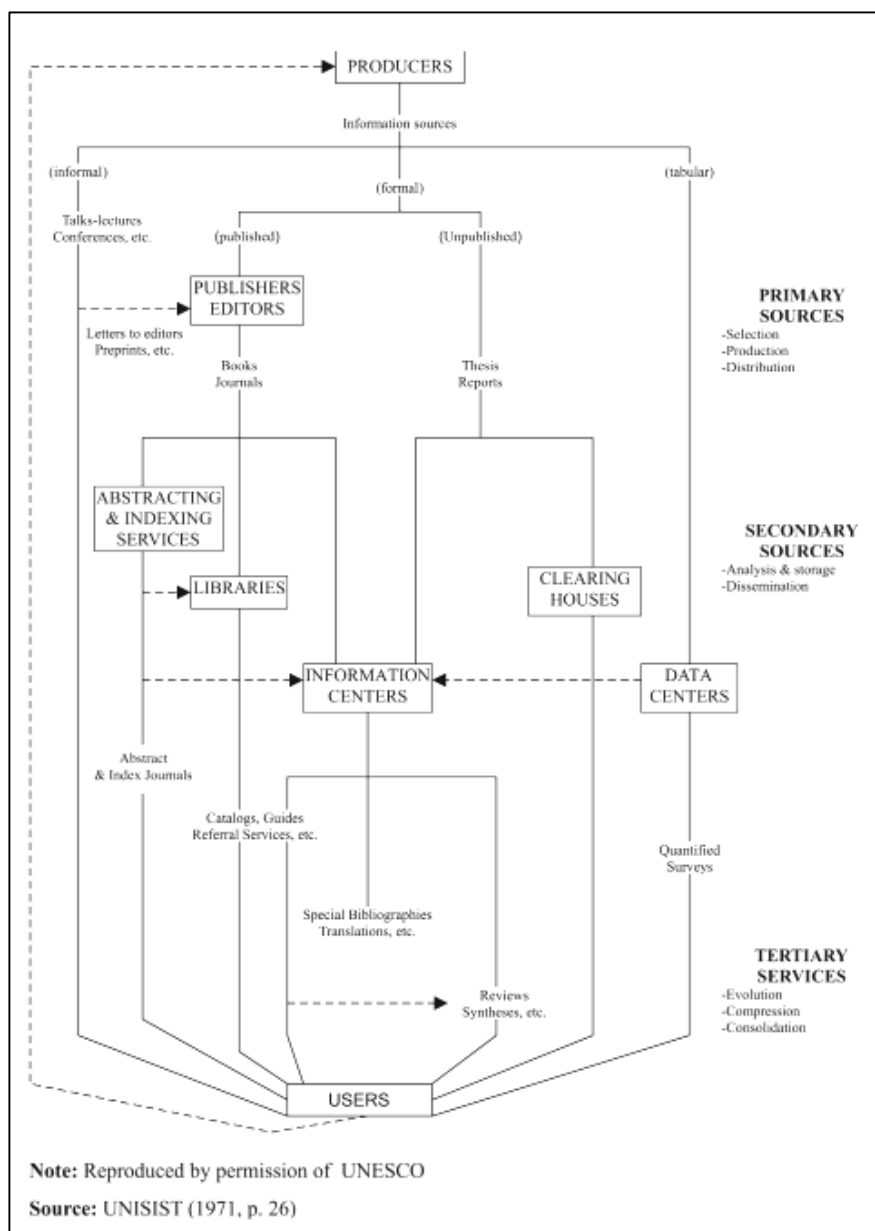 PRODUCERS
Information sources
(informal)
(formal)
(tabular)
Talks-lectures
Conferences, etc.
(published}
{Unpublished}
PUBLISHERS
EDITORS
PRIMARY
SOURCES
-Selection
-Production
-Distribution
Letters to editors
Preprints, etc.
Books
Journals
Thesis
Reports
ABSTRACTING
& INDEXING
SERVICES
SECONDARY
SOURCES
-Analysis & storage
-Dissemination
LIBRARIES
CLEARING
HOUSES
INFORMATION
CENTERS
DATA
CENTERS
Abstract
& Index Journals
Catalogs, Guides
Referral Services, etc.
Quantified
Surveys
Special Bibliographies
Translations, etc.
TERTIARY
SERVICES
-Evolution
-Compression
-Consolidation
Reviews
Syntheses, etc.
USERS
Note: Reproduced by permission of UNESCO
Source: UNISIST (1971, p. 26)